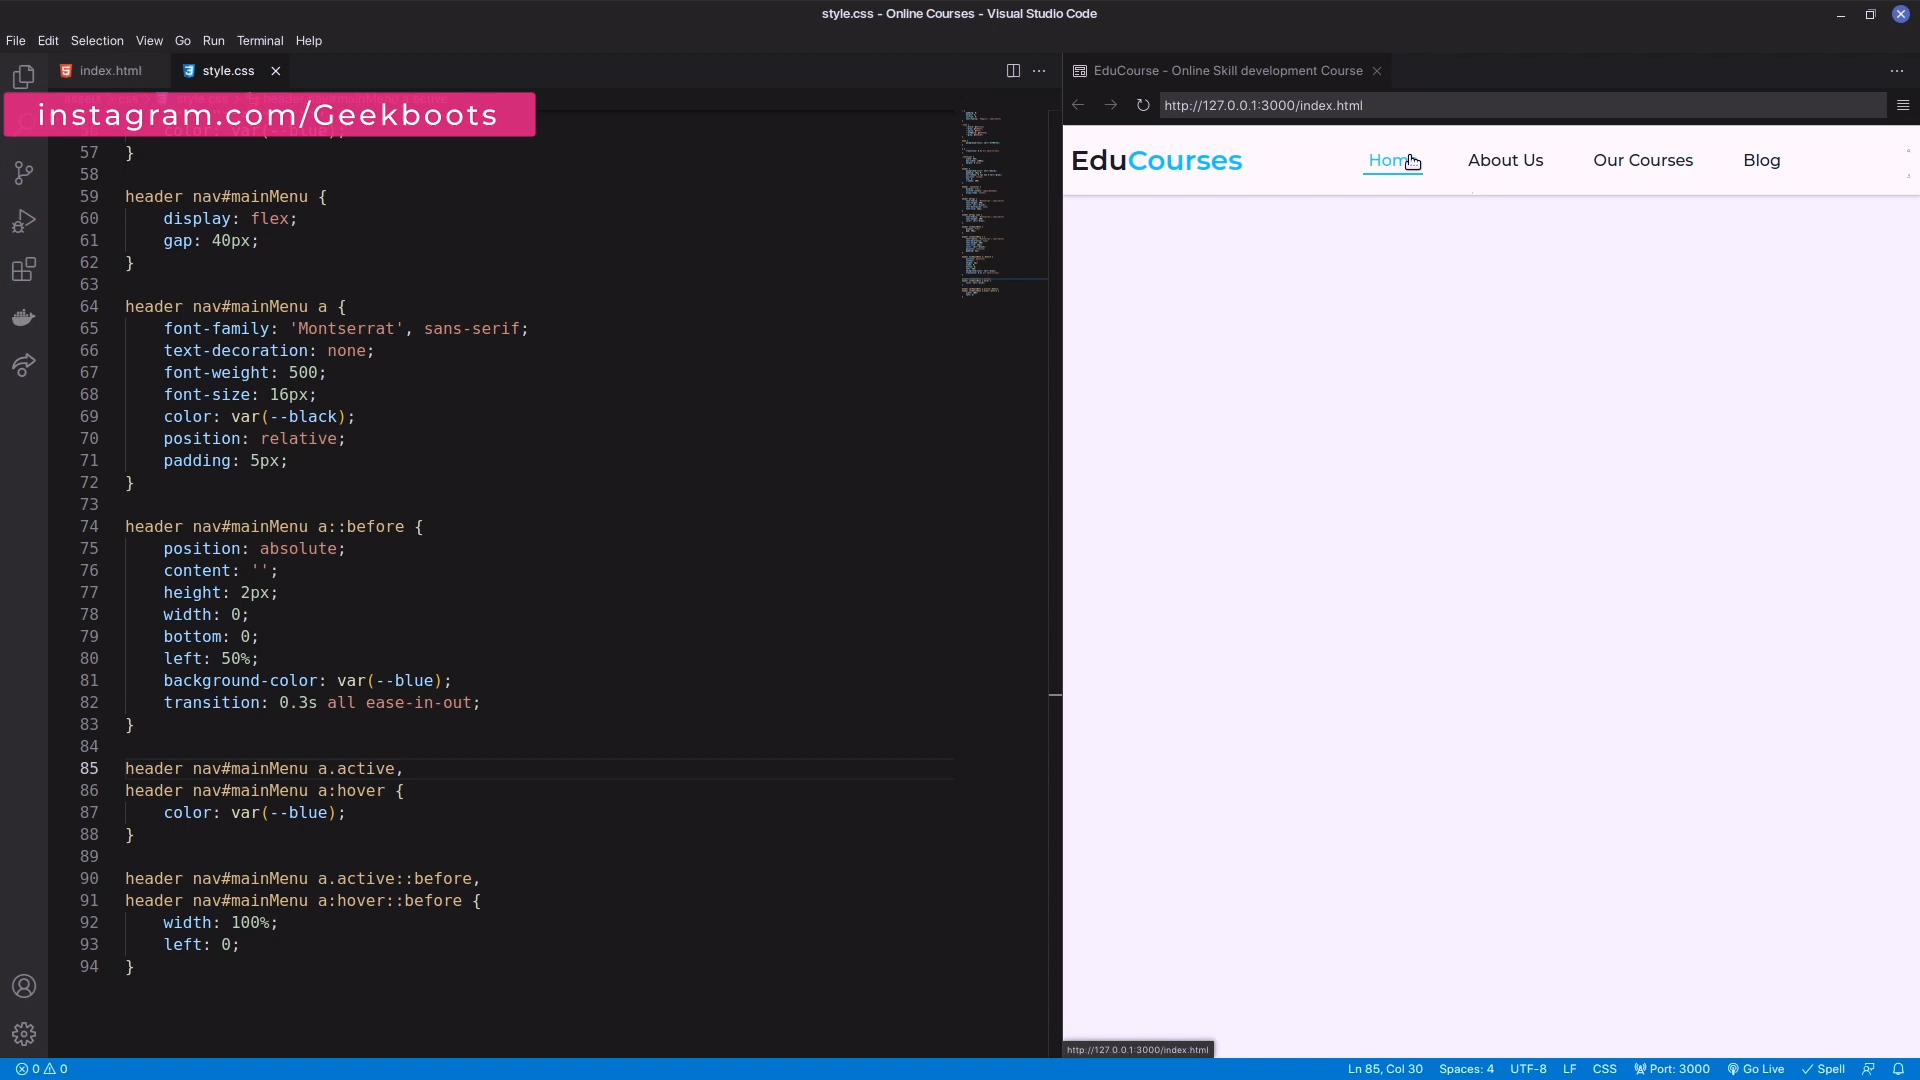 style.css - Online Courses - Visual Studio Code
File Edit Selection View Go Run Terminal Help
index.html style.css
instagram.com/Geekboots
57 }
58
59 header nav#mainMenu {
60 display: flex;
61 gap: 40px;
62 }
63
64 header nav#mainMenu a {
65 font-family: 'Montserrat', sans-serif;
66 text-decoration: none;
67 font-weight: 500;
68 font-size: 16px;
69 color: var(--black);
70 position: relative;
71 padding: 5px;
72 }
73
74 header nav#mainMenu a::before {
75 position: absolute;
76 content: '';
77 height: 2px;
78 width: 0;
79 bottom: 0;
80 left: 50%;
81 background-color: var(--blue);
82 transition: 0.3s all ease-in-out;
83 }
84
85 header nav#mainMenu a.active,
86 header nav#mainMenu a:hover {
87 color: var(--blue);
88 }
89
90 header nav#mainMenu a.active::before,
91 header nav#mainMenu a:hover::before {
92 width: 100%;
93 left: 0;
94 }
EduCourse - Online Skill development Course
http://127.0.0.1:3000/index.html
EduCourses Home About Us Our Courses Blog
http://127.0.0.1:3000/index.html
0 0 Ln 85, Col 30 Spaces: 4 UTF-8 LF CSS Port: 3000 Go Live Spell